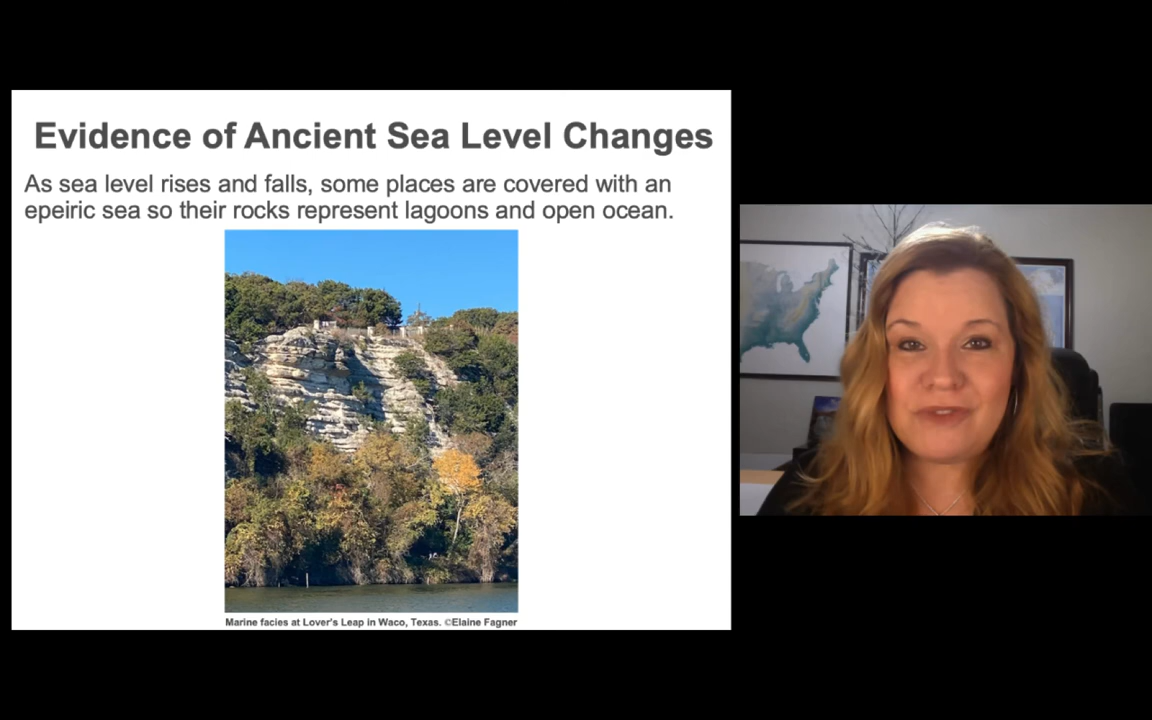 Evidence of Ancient Sea Level Changes
As sea level rises and falls, some places are covered with an
epeiric sea so their rocks represent lagoons and open ocean.
Marine facies at Lover's Leap in Waco, Texas. ©Elaine Fagner